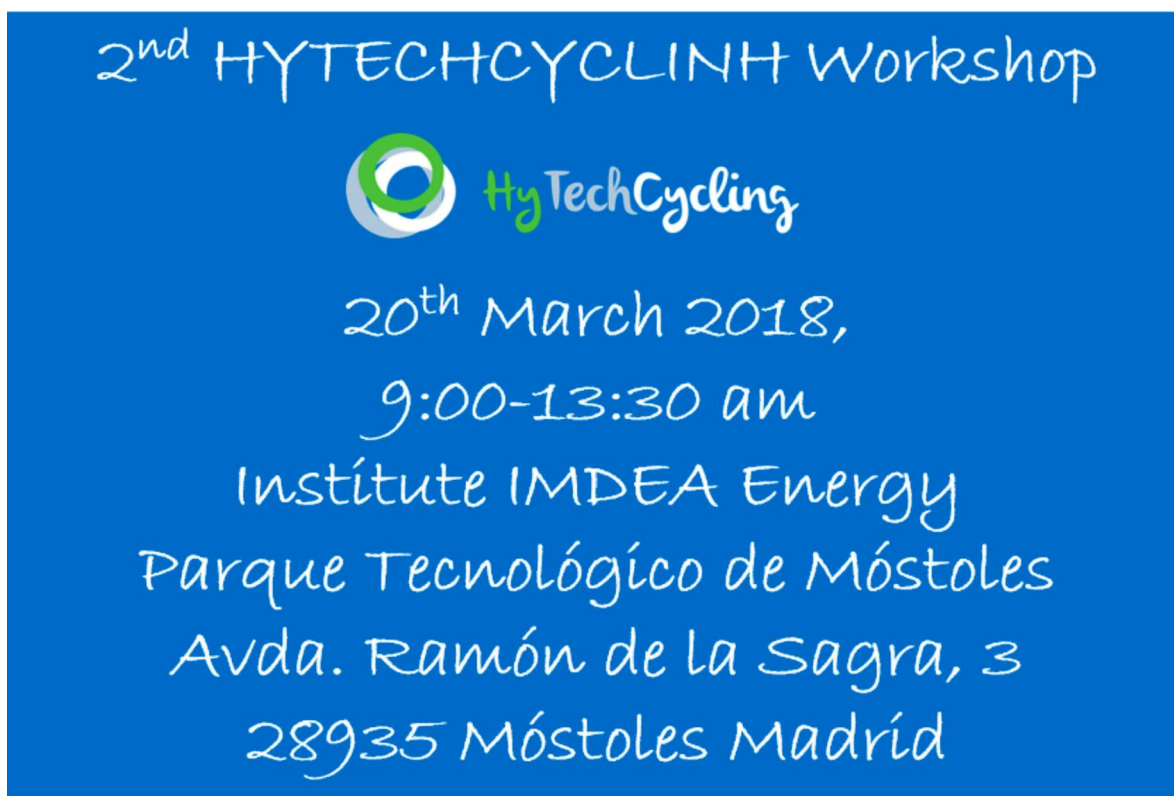 2nd HYTECHCYCLINH Workshop
HyTechCycling
20th March 2018,
9:00-13:30 am
Institute IMDEA Energy
Parque Tecnológico de Móstoles
Avda. Ramón de la Sagra, 3
28935 Móstoles Madrid